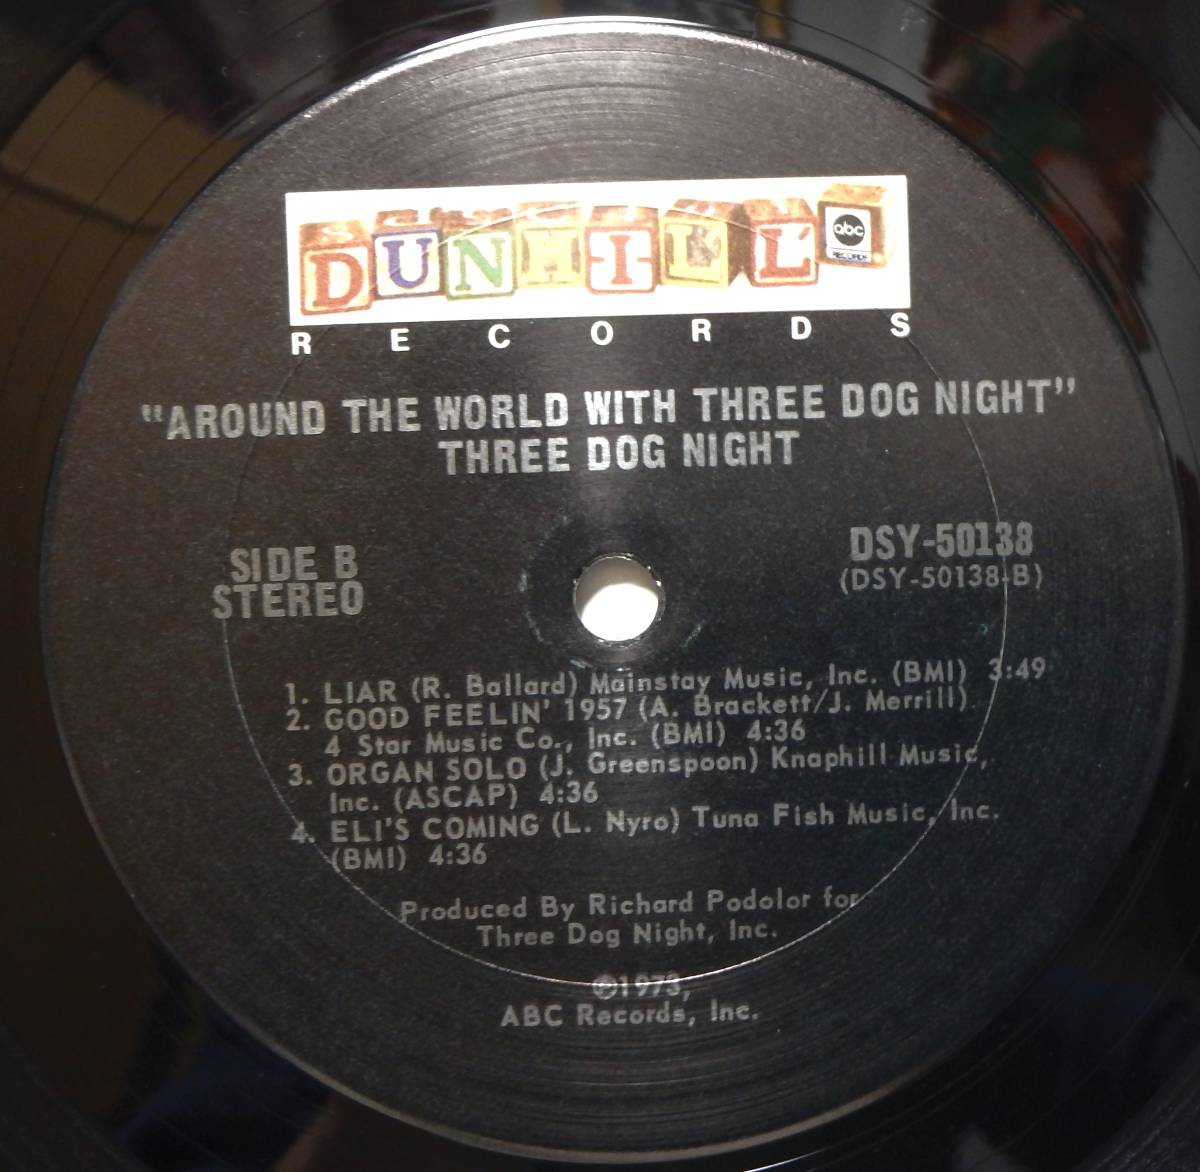 DUNHILL
abc
RECORDS
RECORDS
"AROUND THE WORLD WITH THREE DOG NIGHT"
THREE DOG NIGHT
SIDE B
STEREO
DSY-50138
(DSY-50138-B)
1. LIAR (R. Ballard) Mainstay Music, Inc. (BMI) 3:49
2. GOOD FEELIN' 1957 (A. Brackett/J. Merrill)
4 Star Music Co., Inc. (BMI) 4:36
3. ORGAN SOLO (J. Greenspoon) Knaphill Music,
Inc. (ASCAP) 4:36
4. ELI'S COMING (L. Nyro) Tuna Fish Music, Inc.
(BMI) 4:36
Produced By Richard Podolor for
Three Dog Night, Inc.
℗1973,
ABC Records, Inc.